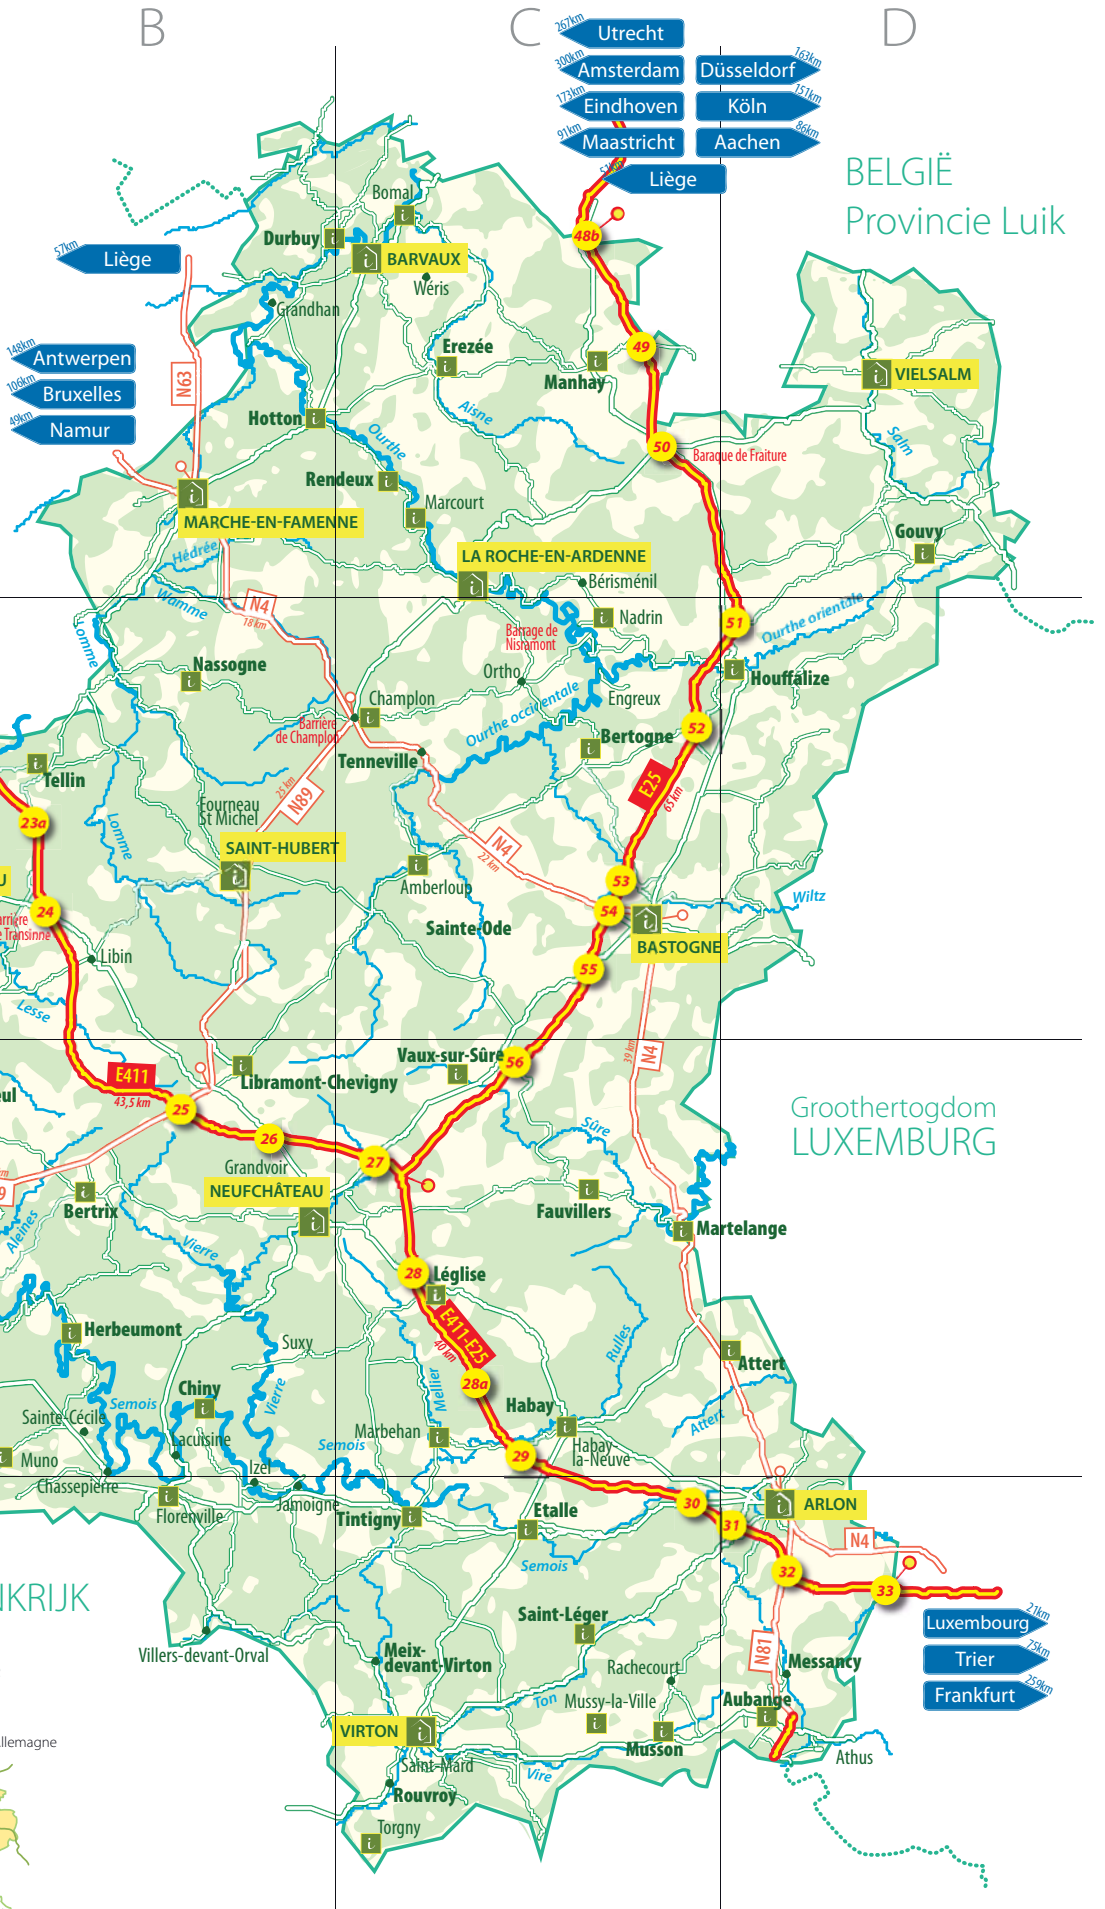 B
C
D
267km
Utrecht
300km
Amsterdam
163km
Düsseldorf
173km
Eindhoven
151km
Köln
91km
Maastricht
86km
Aachen
Liège
BELGIË
Provincie Luik
57km
Liège
148km
Antwerpen
106km
Bruxelles
49km
Namur
N63
Bomal
48b
Durbuy
BARVAUX
Wéris
Grandhan
Erezée
49
Manhay
VIELSALM
Hotton
Aisne
Ourthe
50
Baraque de Fraiture
Salm
Rendeux
Marcourt
MARCHE-EN-FAMENNE
Gouvy
Hédrée
LA ROCHE-EN-ARDENNE
Bérisménil
Wamme
N4
18 km
Nadrin
51
Ourthe orientale
Lomme
Barrage de
Nisramont
Nassogne
Ortho
Houffalize
Champlon
Engreux
Barrière
de Champlon
Ourthe occidentale
52
Bertogne
Tenneville
Tellin
E25
65 km
25 km
N89
23a
Fourneau
St Michel
Lomme
N4
22 km
SAINT-HUBERT
U
Amberloup
53
Wiltz
24
54
arrière
e Transinne
Sainte-Ode
BASTOGNE
Libin
55
Lesse
39 km
N4
Vaux-sur-Sûre
56
E411
43,5 km
Libramont-Chevigny
eul
25
Groothertogdom
LUXEMBURG
Sûre
26
27
Grandvoir
NEUFCHÂTEAU
9
Bertrix
Fauvillers
Aleines
Martelange
Vierre
28
Léglise
E411-E25
40 km
Herbeumont
Suxy
Rulles
Attert
28a
Chiny
Mellier
Vierre
Semois
Habay
Attert
Sainte-Cécile
Lacuisine
Marbehan
Semois
Habay-
la-Neuve
29
Muno
Izel
Chassepierre
Jamoigne
30
ARLON
Florenville
Tintigny
Etalle
31
N4
Semois
32
33
NKRIJK
21km
Luxembourg
Saint-Léger
75km
Trier
N81
Villers-devant-Orval
Meix-
devant-Virton
Rachecourt
Messancy
259km
Frankfurt
Ton
Mussy-la-Ville
Aubange
VIRTON
Musson
llemagne
Athus
Saint-Mard
Vire
Rouvroy
Torgny